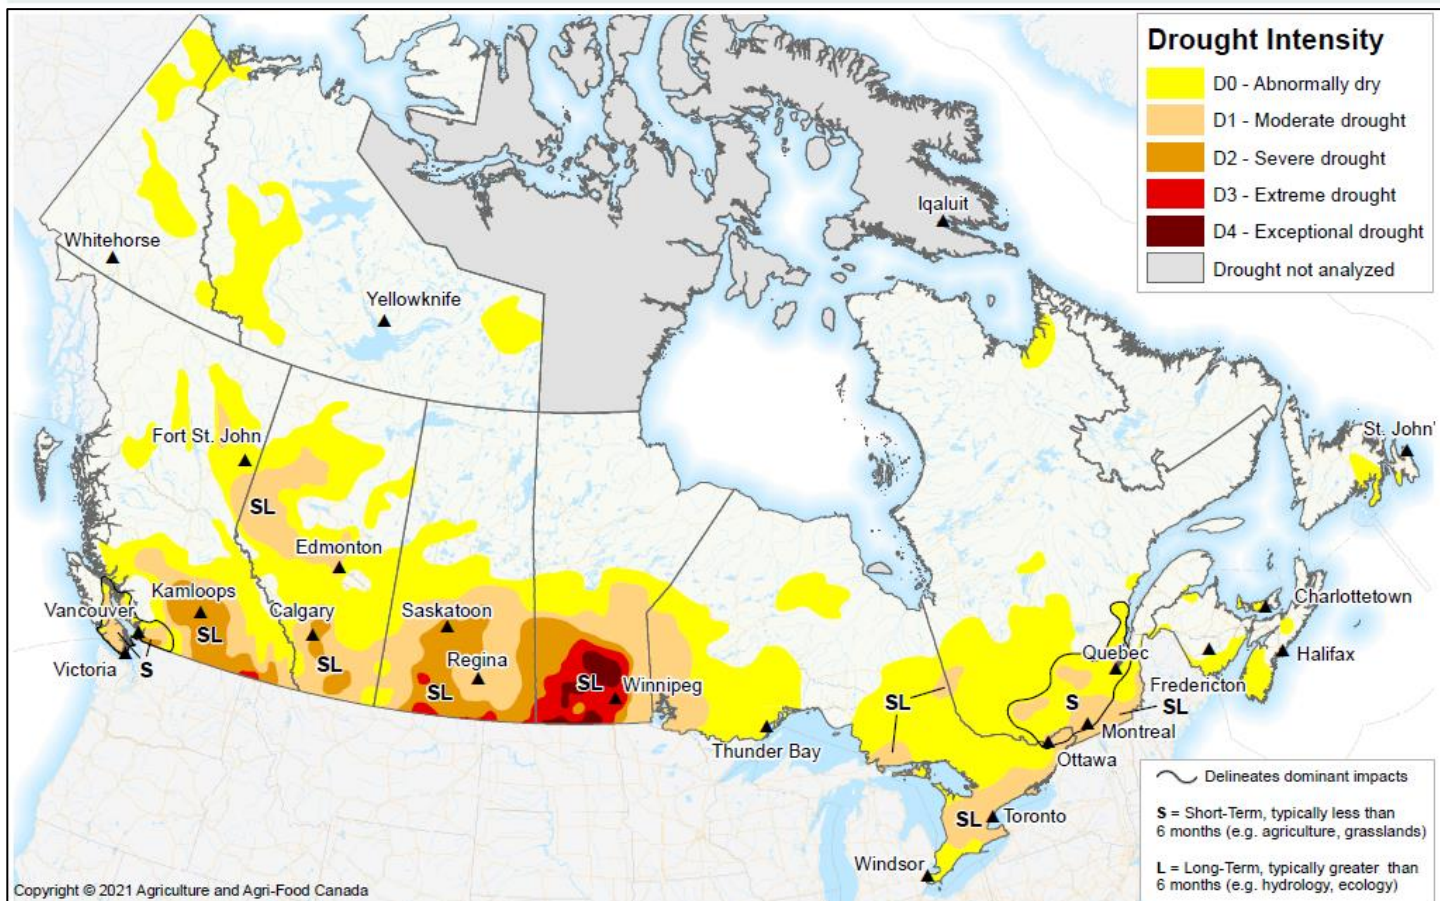 Drought Intensity
D0 - Abnormally dry
D1 - Moderate drought
D2 - Severe drought
D3 - Extreme drought
D4 - Exceptional drought
Drought not analyzed
Iqaluit
Whitehorse
Yellowknife
Fort St. John
St. John'
SL
Edmonton
Kamloops
Vancouver
Calgary
Saskatoon
Charlottetown
SL
Victoria
S
SL
Regina
SL
SL
Winnipeg
Quebec
Halifax
SL
S
Fredericton
SL
Montreal
Thunder Bay
Ottawa
SL
Toronto
Windsor
Delineates dominant impacts
S = Short-Term, typically less than
6 months (e.g. agriculture, grasslands)
L = Long-Term, typically greater than
6 months (e.g. hydrology, ecology)
Copyright © 2021 Agriculture and Agri-Food Canada